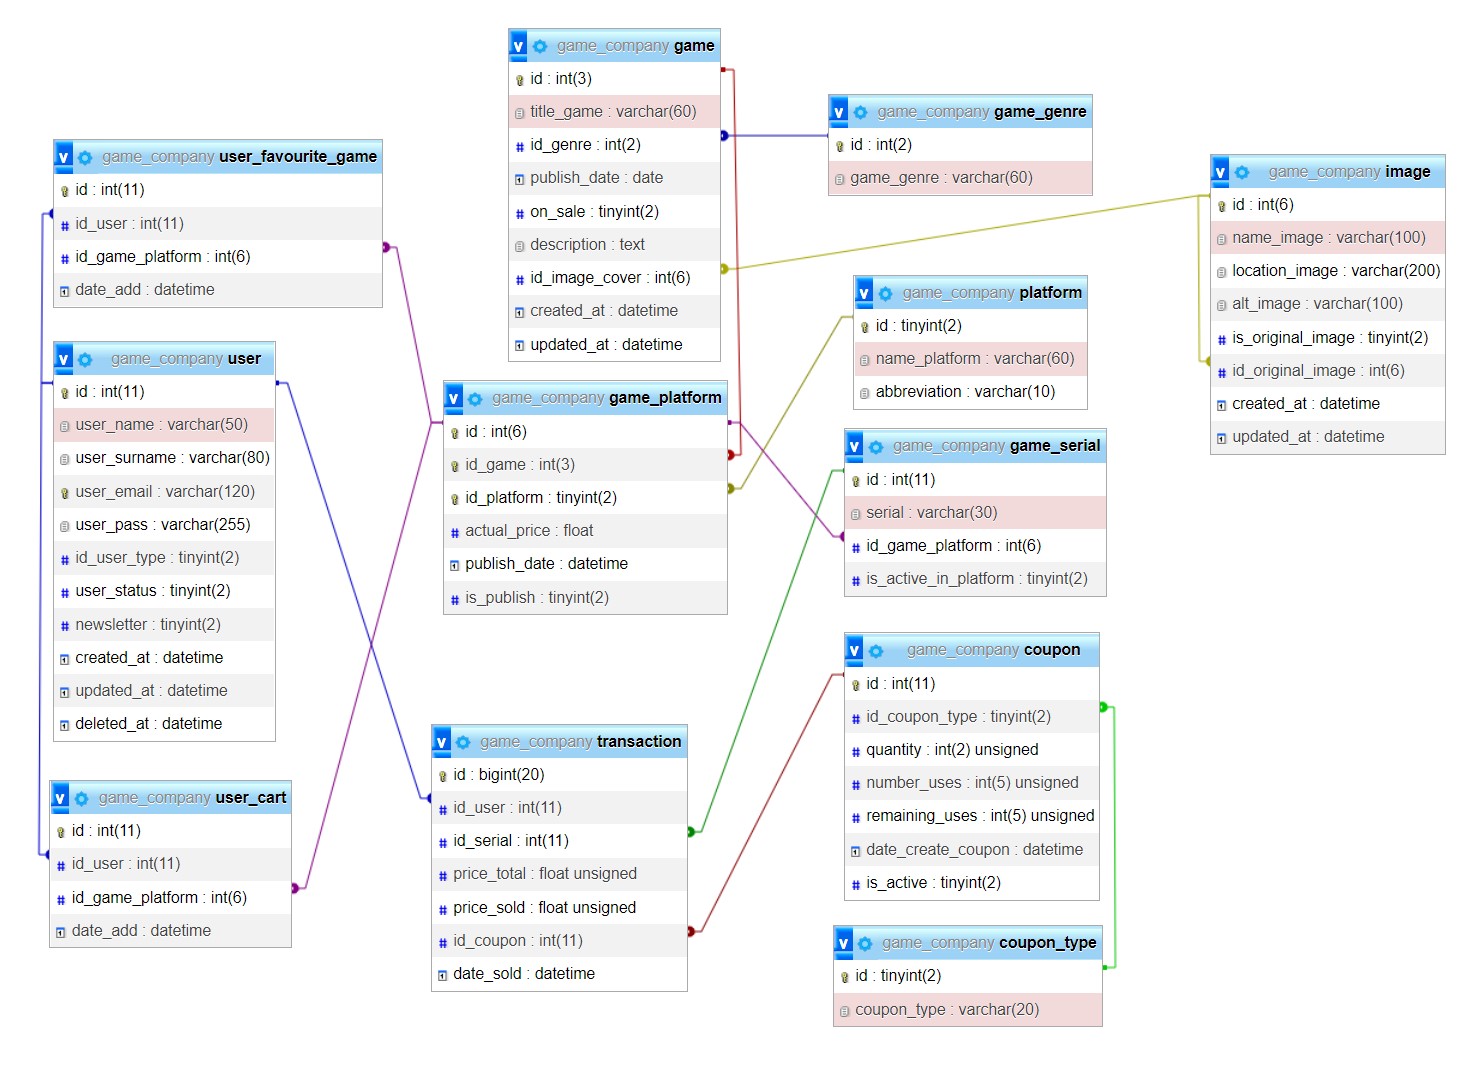 game_company game
id : int(3)
title_game : varchar(60)
id_genre : int(2)
publish_date : date
on_sale : tinyint(2)
description : text
id_image_cover : int(6)
created_at : datetime
updated_at : datetime
game_company game_genre
id : int(2)
game_genre : varchar(60)
game_company user_favourite_game
id : int(11)
id_user : int(11)
id_game_platform : int(6)
date_add : datetime
game_company image
id : int(6)
name_image : varchar(100)
location_image : varchar(200)
alt_image : varchar(100)
is_original_image : tinyint(2)
id_original_image : int(6)
created_at : datetime
updated_at : datetime
game_company platform
id : tinyint(2)
name_platform : varchar(60)
abbreviation : varchar(10)
game_company user
id : int(11)
user_name : varchar(50)
user_surname : varchar(80)
user_email : varchar(120)
user_pass : varchar(255)
id_user_type : tinyint(2)
user_status : tinyint(2)
newsletter : tinyint(2)
created_at : datetime
updated_at : datetime
deleted_at : datetime
game_company game_platform
id : int(6)
id_game : int(3)
id_platform : tinyint(2)
actual_price : float
publish_date : datetime
is_publish : tinyint(2)
game_company game_serial
id : int(11)
serial : varchar(30)
id_game_platform : int(6)
is_active_in_platform : tinyint(2)
game_company coupon
id : int(11)
id_coupon_type : tinyint(2)
quantity : int(2) unsigned
number_uses : int(5) unsigned
remaining_uses : int(5) unsigned
date_create_coupon : datetime
is_active : tinyint(2)
game_company transaction
id : bigint(20)
id_user : int(11)
id_serial : int(11)
price_total : float unsigned
price_sold : float unsigned
id_coupon : int(11)
date_sold : datetime
game_company user_cart
id : int(11)
id_user : int(11)
id_game_platform : int(6)
date_add : datetime
game_company coupon_type
id : tinyint(2)
coupon_type : varchar(20)